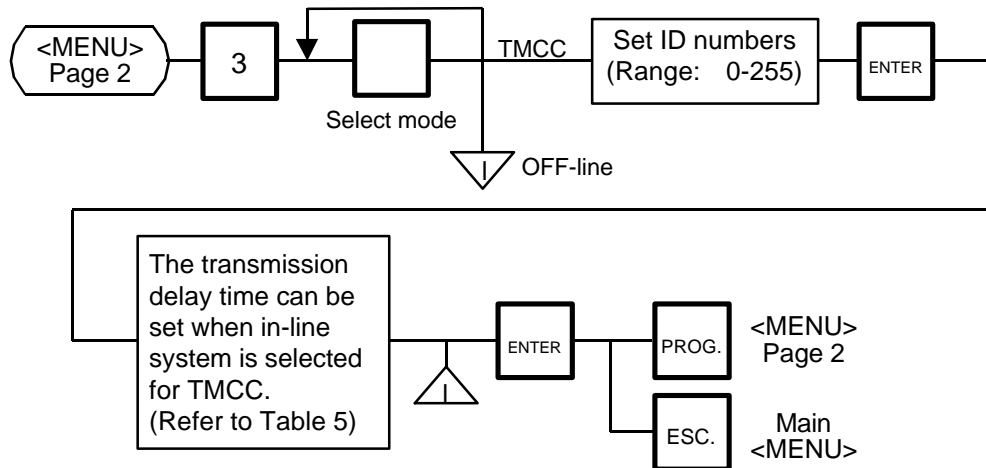 <MENU>
Page 2
3
Select mode
TMCC
Set ID numbers
(Range: 0-255)
ENTER
I
OFF-line
The transmission
delay time can be
set when in-line
system is selected
for TMCC.
(Refer to Table 5)
I
ENTER
PROG.
<MENU>
Page 2
ESC.
Main
<MENU>